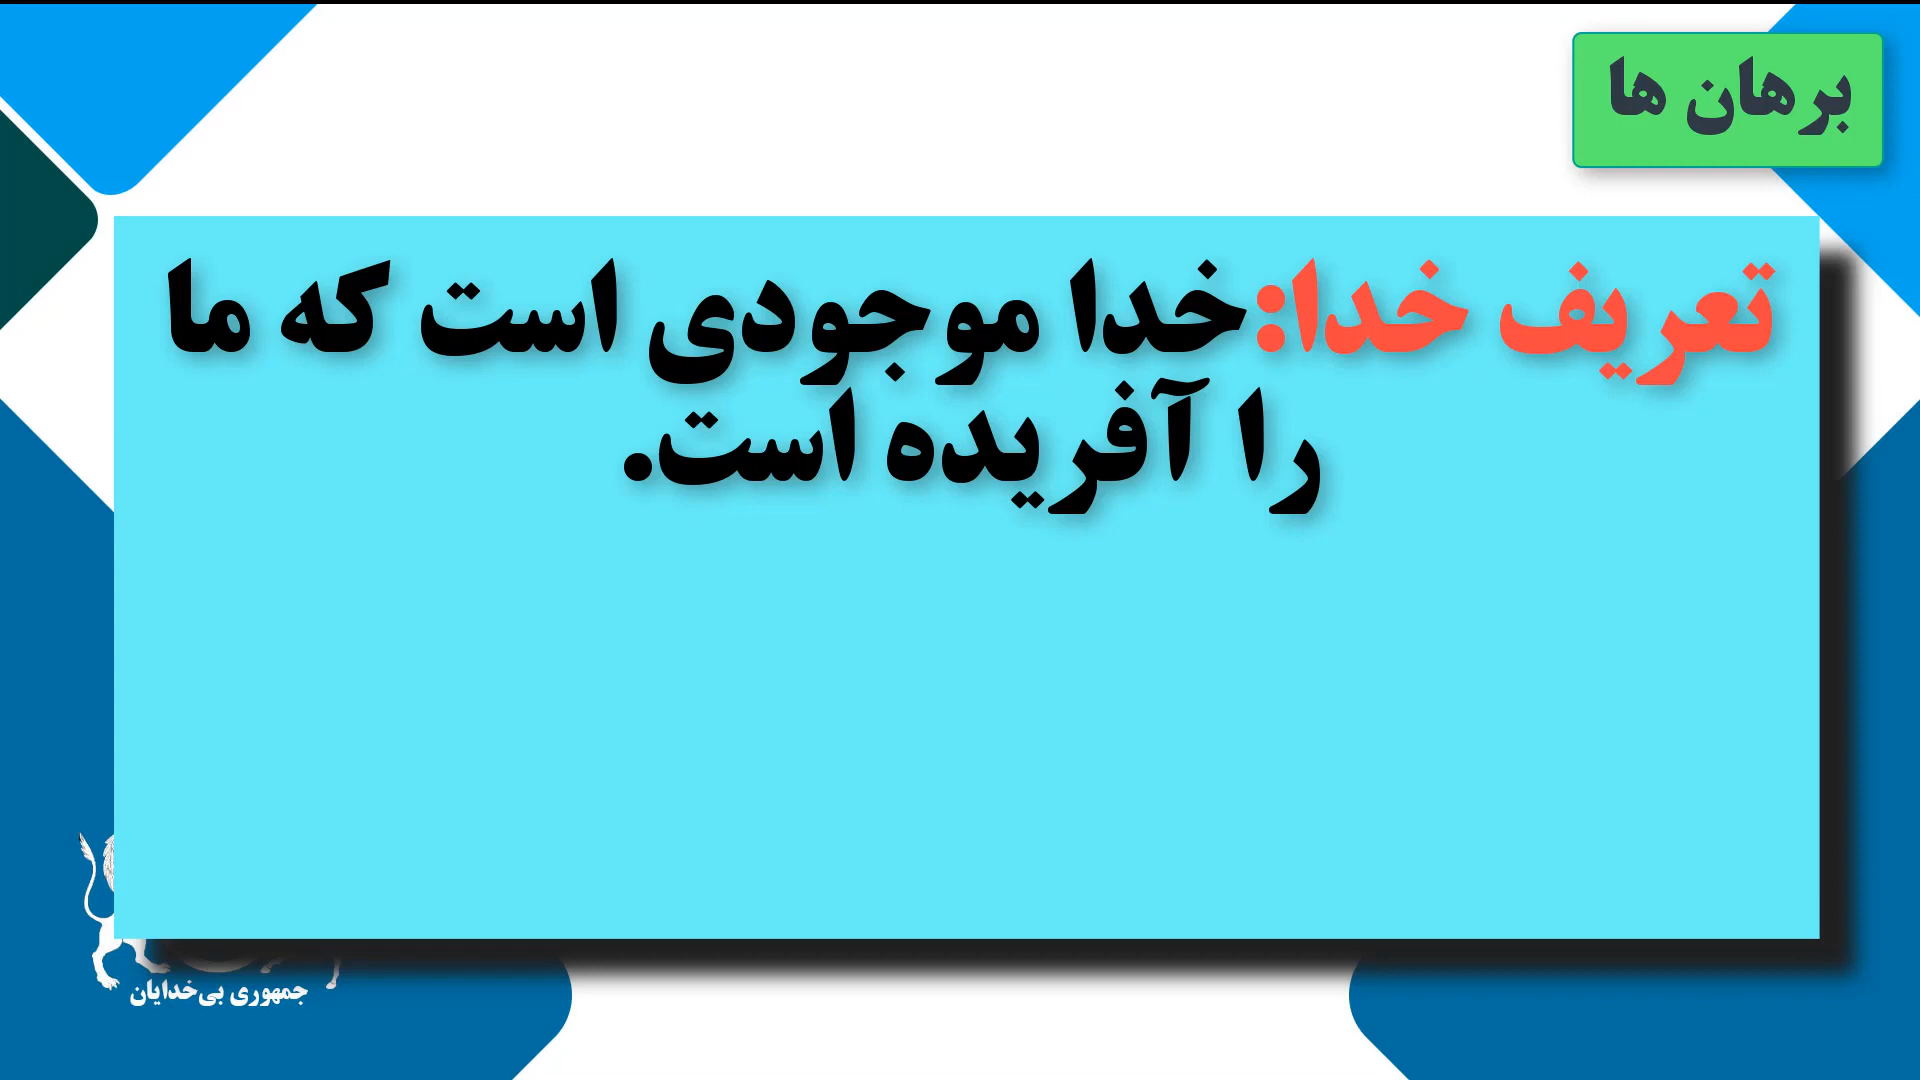 برهان ها
تعریف خدا:خدا موجودی است که ما
را آفریده است.
جمهوری بی‌خدایان